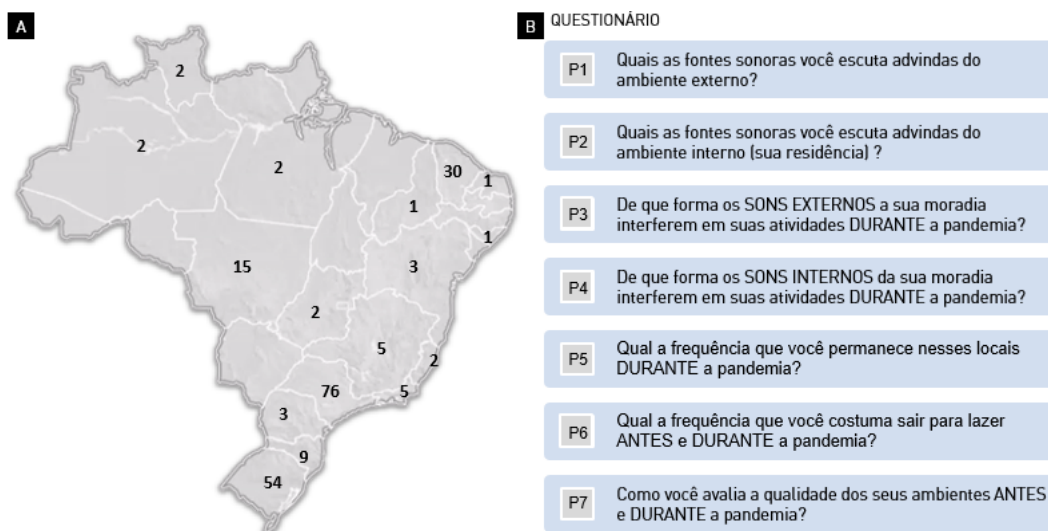 A
2
2
2
30
1
1
1
15
3
2
5
2
76
5
3
9
54
B QUESTIONÁRIO
P1 Quais as fontes sonoras você escuta advindas do
ambiente externo?
P2 Quais as fontes sonoras você escuta advindas do
ambiente interno (sua residência) ?
P3 De que forma os SONS EXTERNOS a sua moradia
interferem em suas atividades DURANTE a pandemia?
P4 De que forma os SONS INTERNOS da sua moradia
interferem em suas atividades DURANTE a pandemia?
P5 Qual a frequência que você permanece nesses locais
DURANTE a pandemia?
P6 Qual a frequência que você costuma sair para lazer
ANTES e DURANTE a pandemia?
P7 Como você avalia a qualidade dos seus ambientes ANTES
e DURANTE a pandemia?